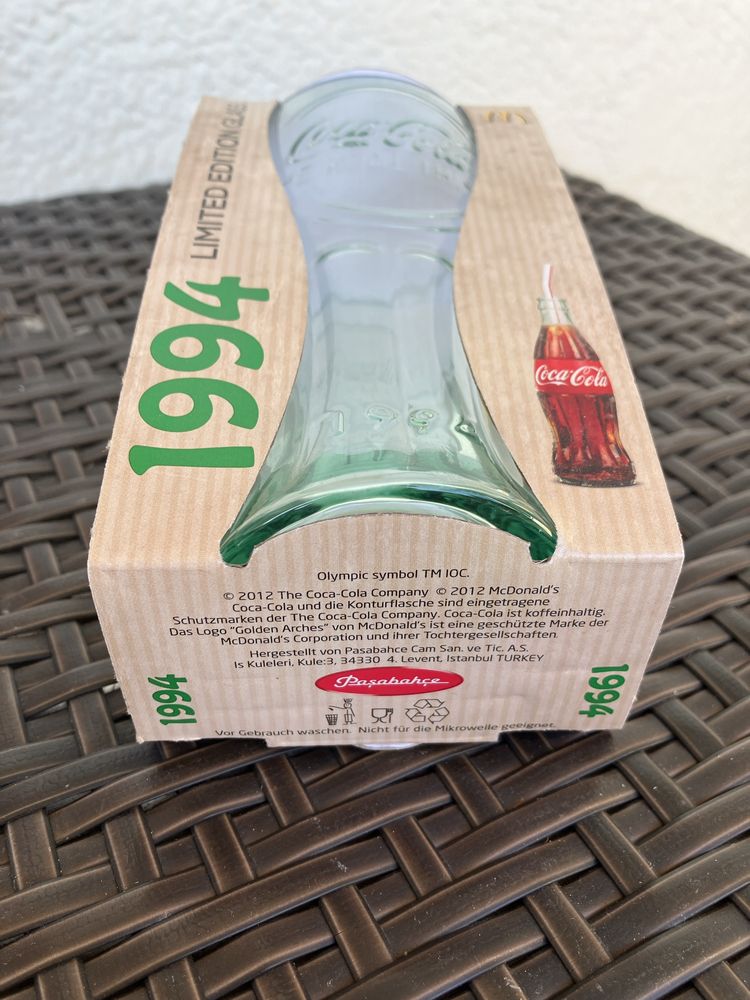 1994 LIMITED EDITION GLASS
Coca-Cola
Coca-Cola
Olympic symbol TM IOC.
© 2012 The Coca-Cola Company © 2012 McDonald's
Coca-Cola und die Konturflasche sind eingetragene
Schutzmarken der The Coca-Cola Company. Coca-Cola ist koffeinhaltig.
Das Logo "Golden Arches" von McDonald's ist eine geschützte Marke der
McDonald's Corporation und ihrer Tochtergesellschaften.
Hergestellt von Pasabahce Cam San. ve Tic. A.S.
Is Kuleleri, Kule:3, 34330 4. Levent, Istanbul TURKEY
Paşabahçe
1994
1994
Vor Gebrauch waschen. Nicht für die Mikrowelle geeignet.